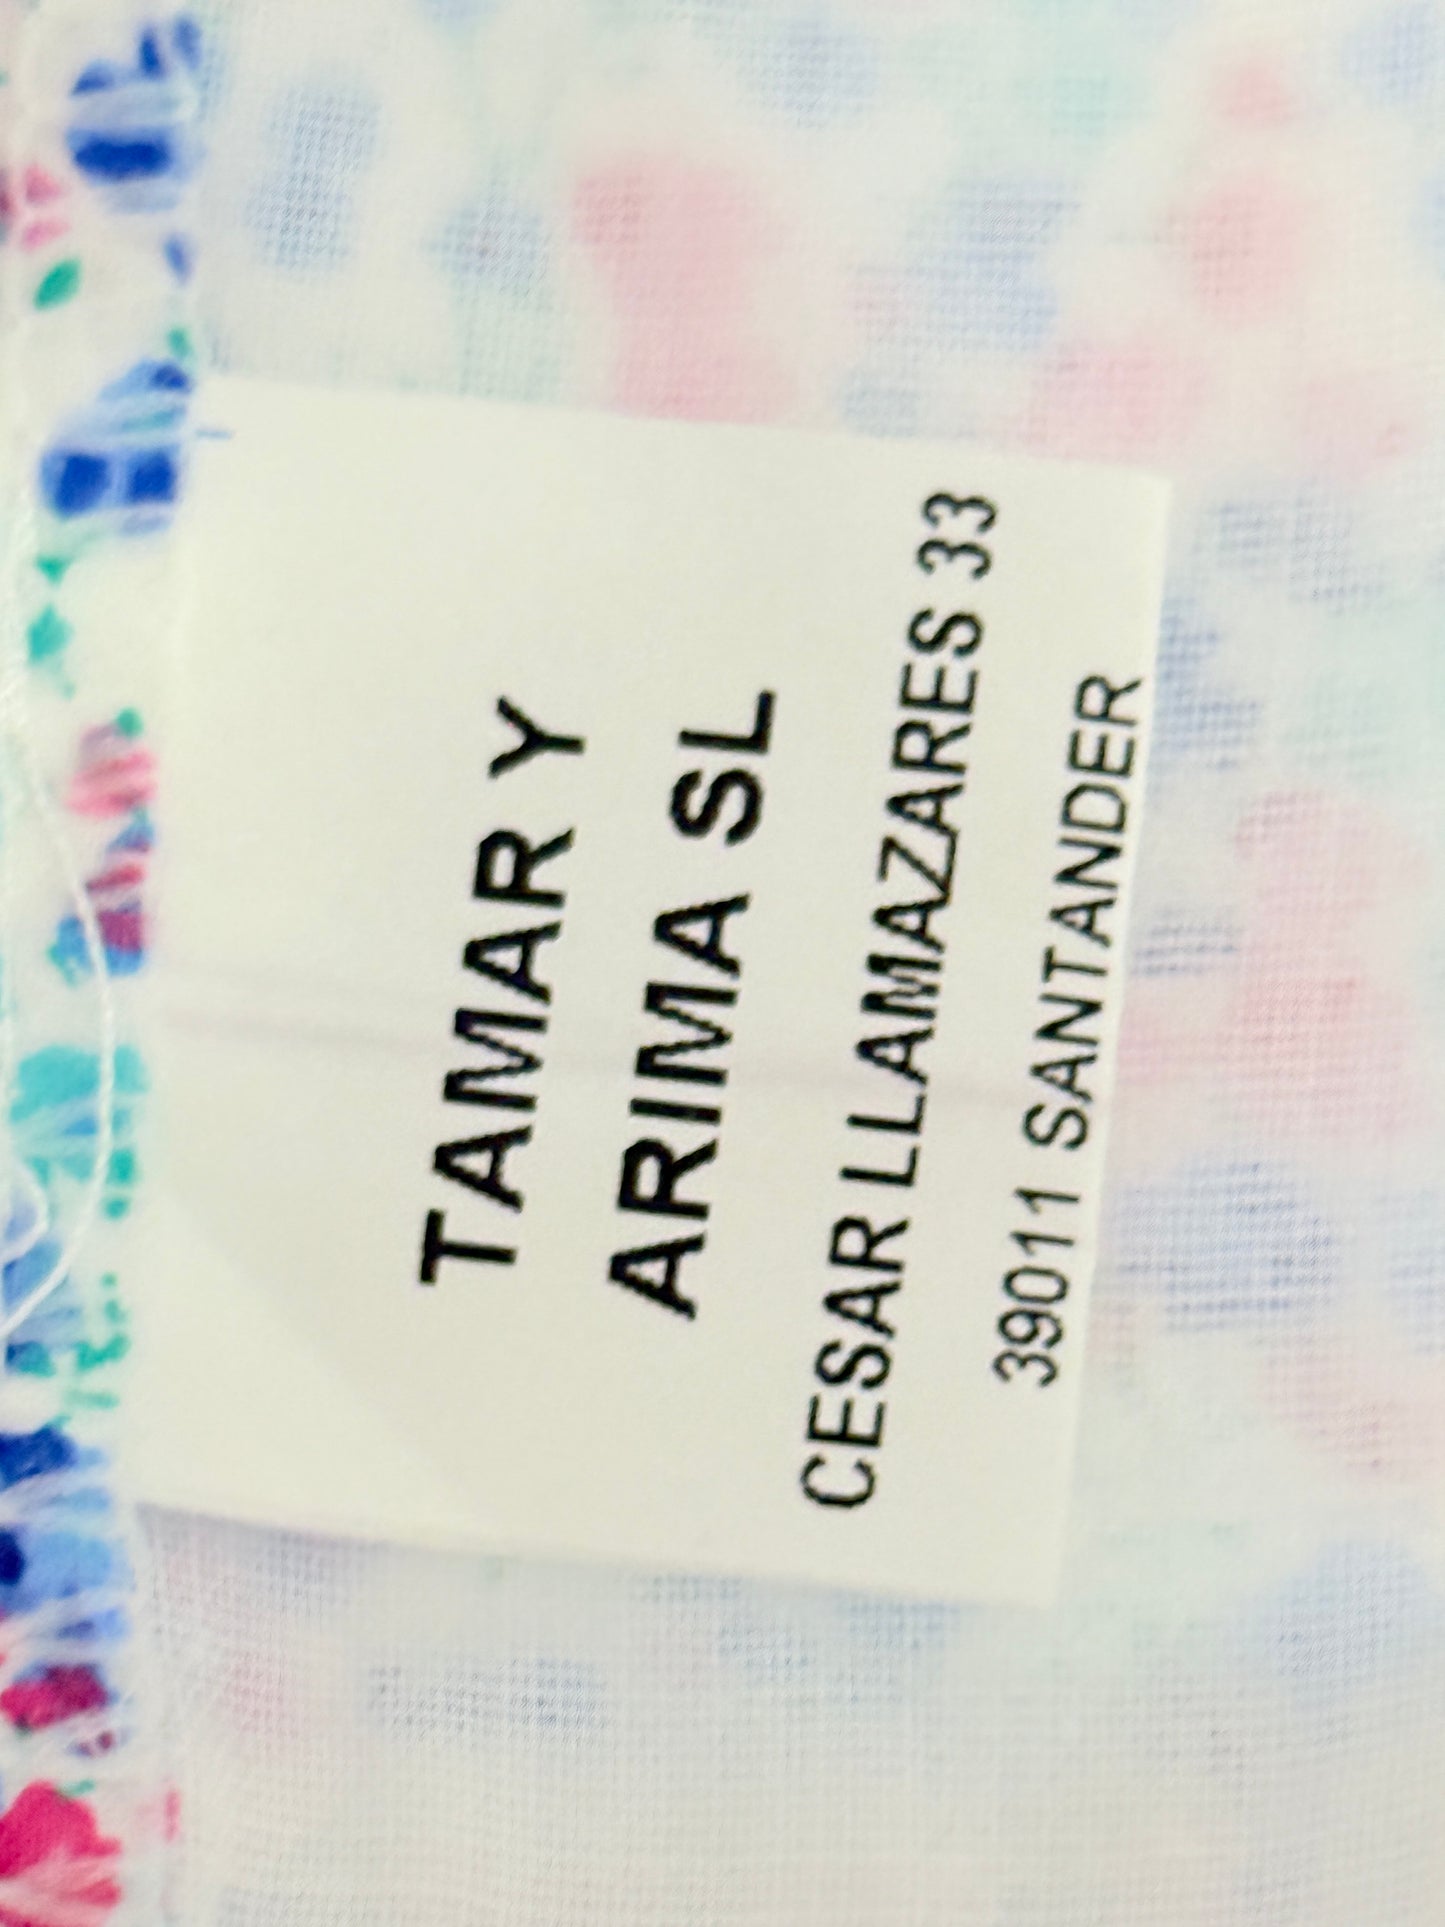 TAMAR Y
ARIMA SL
CESAR LLAMAZARES 33
39011 SANTANDER